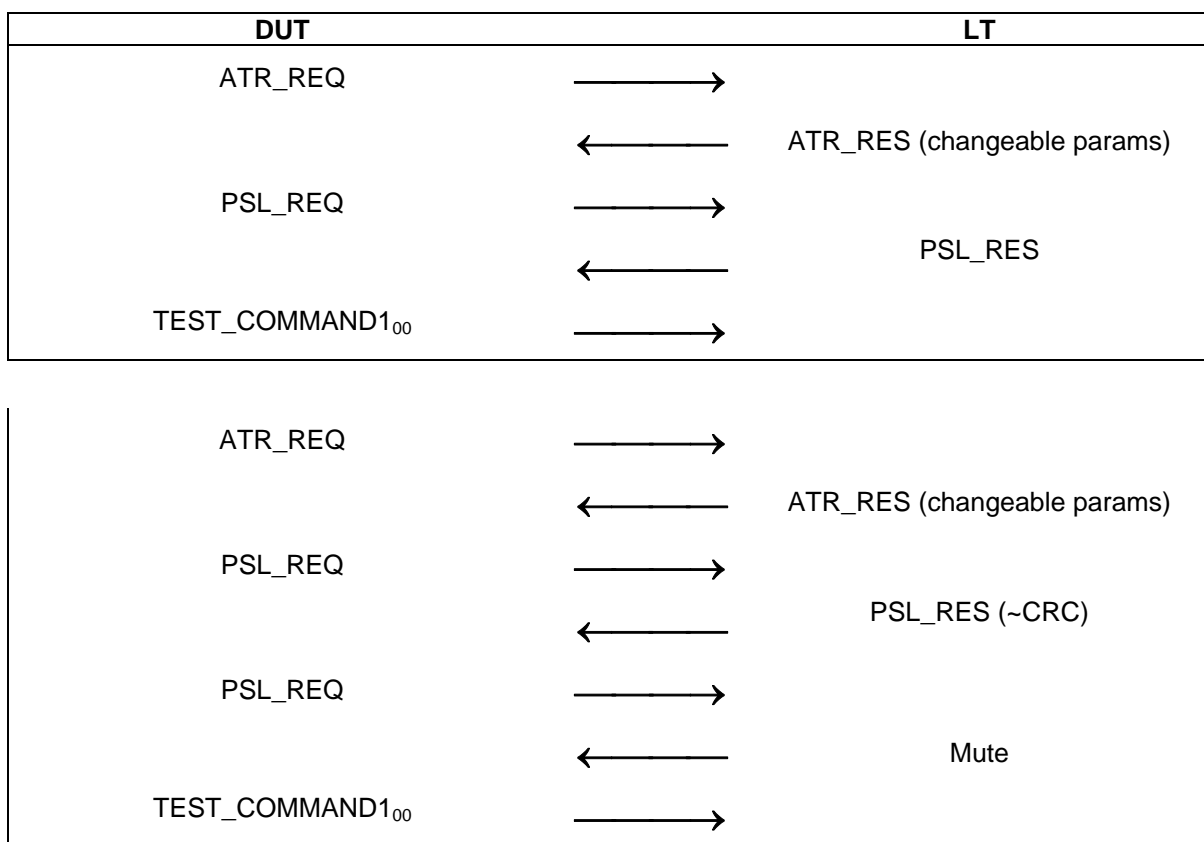 DUT LT
ATR_REQ
ATR_RES (changeable params)
PSL_REQ
PSL_RES
TEST_COMMAND1₀₀
ATR_REQ
ATR_RES (changeable params)
PSL_REQ
PSL_RES (~CRC)
PSL_REQ
Mute
TEST_COMMAND1₀₀